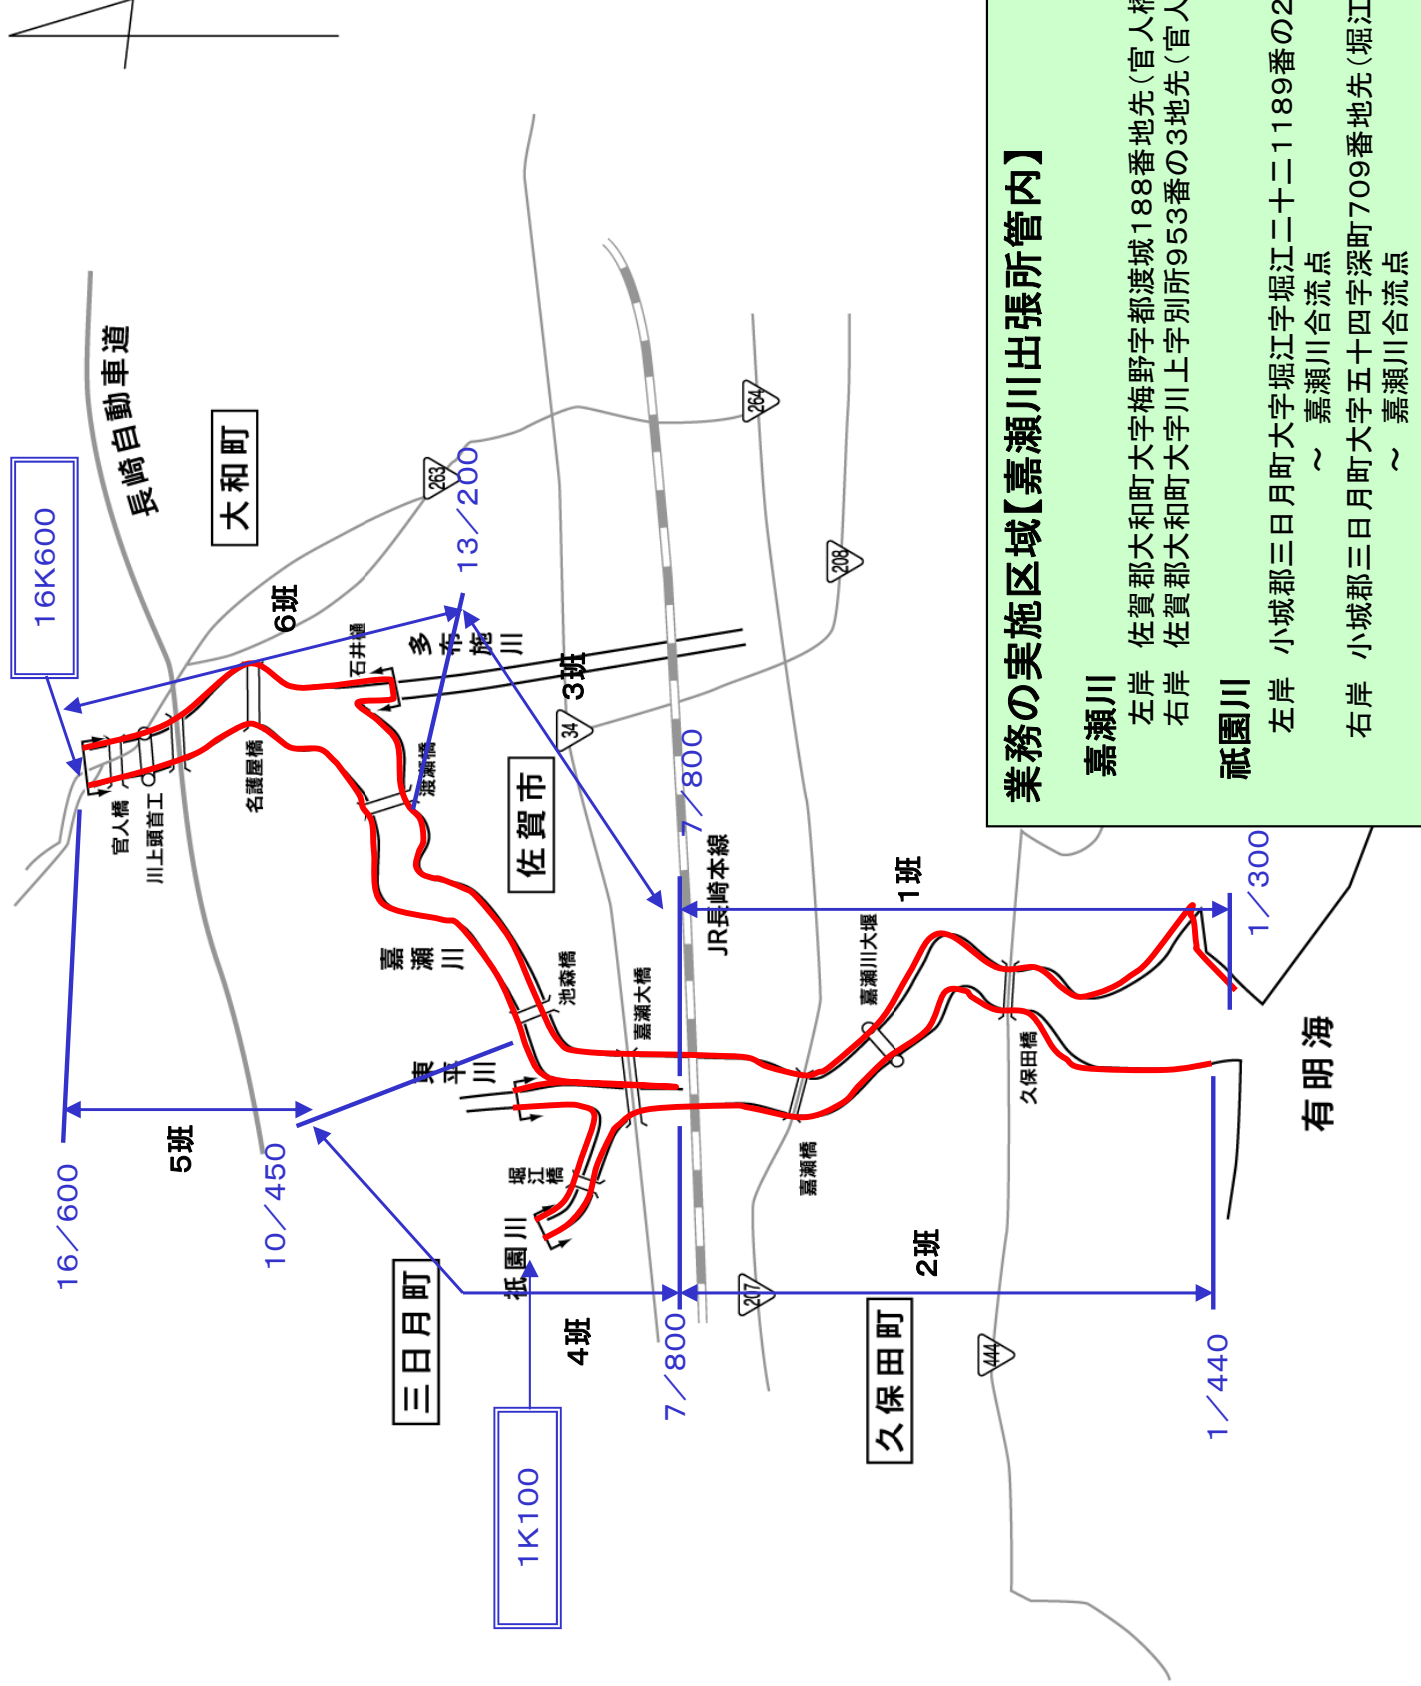 16K600
長崎自動車道
大和町
263
13/200
6班
石井樋
多布施川
264
208
3班
34
官人橋
川上頭首工
名護屋橋
渡瀬橋
佐賀市
7/800
JR長崎本線
嘉瀬川
池森橋
嘉瀬大橋
東平川
16/600
5班
10/450
堀江橋
祇園川
三日月町
4班
7/800
1K100
1班
嘉瀬川大堰
久保田橋
嘉瀬橋
207
2班
久保田町
444
1/440
1/300
有明海
業務の実施区域【嘉瀬川出張所管内】
嘉瀬川
左岸 佐賀郡大和町大字梅野字都渡城188番地先(官人橋
右岸 佐賀郡大和町大字川上字別所953番の3地先(官人
祇園川
左岸 小城郡三日月町大字堀江字堀江二十二1189番の2
~ 嘉瀬川合流点
右岸 小城郡三日月町大字五十四字深町709番地先(堀江
~ 嘉瀬川合流点